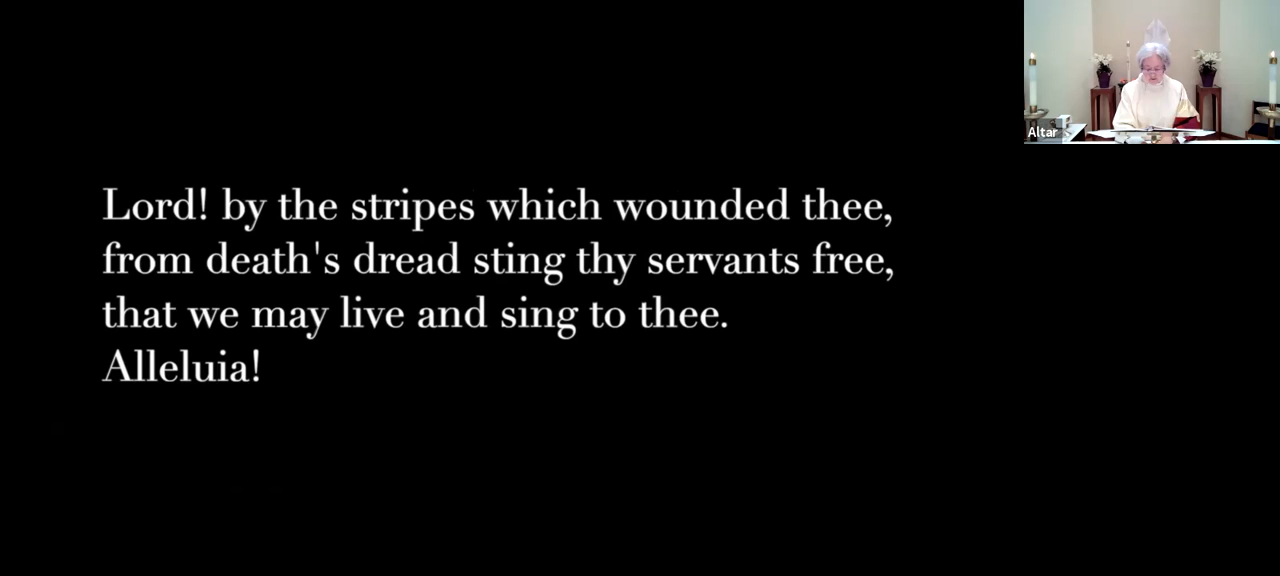 Altar
Lord! by the stripes which wounded thee,
from death's dread sting thy servants free,
that we may live and sing to thee.
Alleluia!